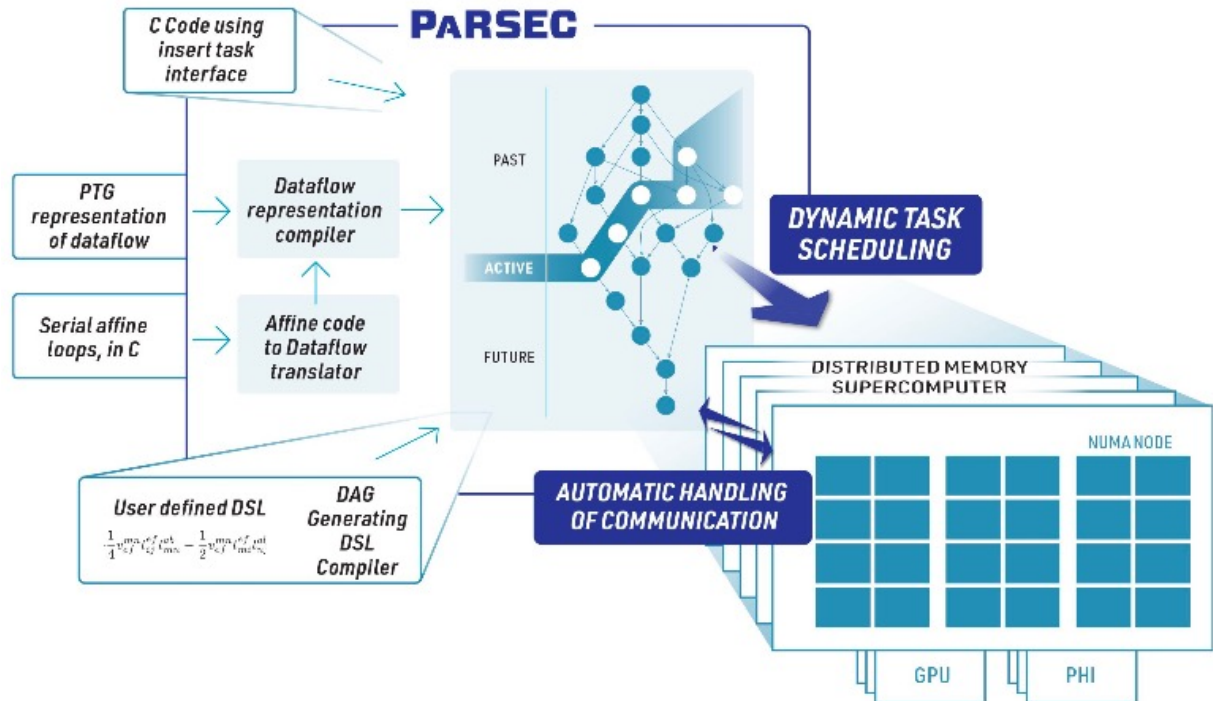 PaRSEC
C Code using
insert task
interface
PTG
representation
of dataflow
Dataflow
representation
compiler
Serial affine
loops, in C
Affine code
to Dataflow
translator
PAST
ACTIVE
FUTURE
DYNAMIC TASK
SCHEDULING
DISTRIBUTED MEMORY
SUPERCOMPUTER
NUMA NODE
AUTOMATIC HANDLING
OF COMMUNICATION
User defined DSL
DAG
Generating
DSL
Compiler
GPU
PHI